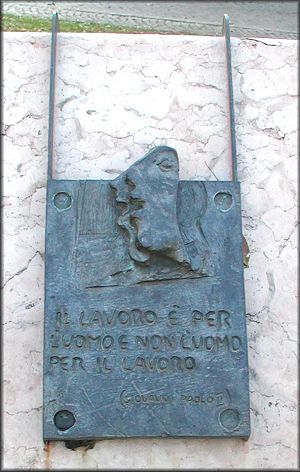 IL LAVORO È PER
L'UOMO E NON L'UOMO
PER IL LAVORO
(GIOVANNI PAOLO II)